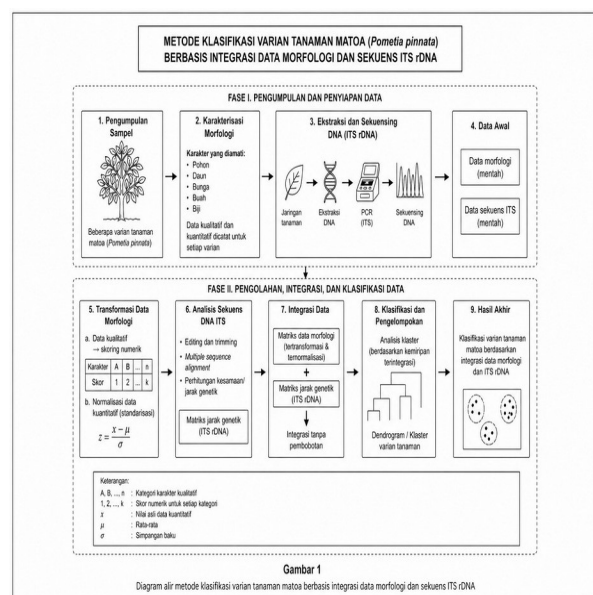 METODE KLASIFIKASI VARIAN TANAMAN MATOA (Pometia pinnata)
BERBASIS INTEGRASI DATA MORFOLOGI DAN SEKUENS ITS rDNA
FASE I. PENGUMPULAN DAN PENYIAPAN DATA
1. Pengumpulan
Sampel
Beberapa varian tanaman
matoa (Pometia pinnata)
2. Karakterisasi
Morfologi
Karakter yang diamati:
• Pohon
• Daun
• Bunga
• Buah
• Biji
Data kualitatif dan
kuantitatif dicatat untuk
setiap varian
3. Ekstraksi dan Sekuensing
DNA (ITS rDNA)
Jaringan
tanaman
Ekstraksi
DNA
PCR
(ITS)
Sekuensing
DNA
4. Data Awal
Data morfologi
(mentah)
Data sekuens ITS
(mentah)
FASE II. PENGOLAHAN, INTEGRASI, DAN KLASIFIKASI DATA
5. Transformasi Data
Morfologi
a. Data kualitatif
→ skoring numerik
Karakter A B ... n
Skor 1 2 ... k
b. Normalisasi data
kuantitatif (standarisasi)
z = (x − μ) / σ
6. Analisis Sekuens
DNA ITS
• Editing dan trimming
• Multiple sequence
alignment
• Perhitungan kesamaan/
jarak genetik
Matriks jarak genetik
(ITS rDNA)
7. Integrasi Data
Matriks data morfologi
(tertransformasi &
ternormalisasi)
+
Matriks jarak genetik
(ITS rDNA)
Integrasi tanpa
pembobotan
8. Klasifikasi dan
Pengelompokan
Analisis klaster
(berdasarkan kemiripan
terintegrasi)
Dendrogram / Klaster
varian tanaman
9. Hasil Akhir
Klasifikasi varian tanaman
matoa berdasarkan
integrasi data morfologi
dan ITS rDNA
Keterangan:
A, B, ..., n : Kategori karakter kualitatif
1, 2, ..., k : Skor numerik untuk setiap kategori
x : Nilai asli data kuantitatif
μ : Rata-rata
σ : Simpangan baku
Gambar 1
Diagram alir metode klasifikasi varian tanaman matoa berbasis integrasi data morfologi dan sekuens ITS rDNA